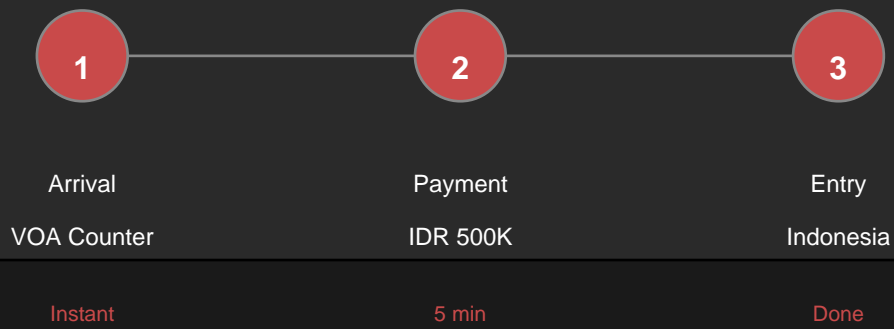 1 2 3
Arrival Payment Entry
VOA Counter IDR 500K Indonesia
Instant 5 min Done